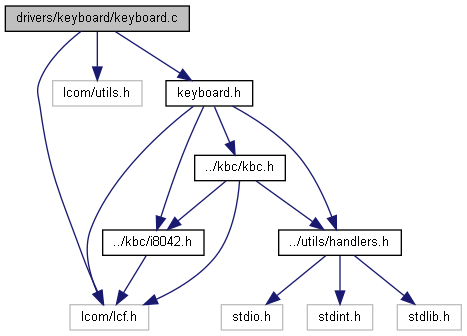 drivers/keyboard/keyboard.c
lcom/utils.h
keyboard.h
../kbc/kbc.h
../kbc/i8042.h
../utils/handlers.h
lcom/lcf.h
stdio.h
stdint.h
stdlib.h